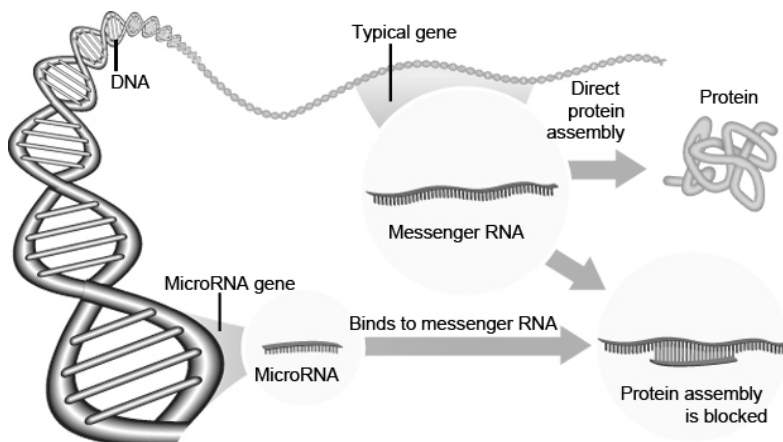 Typical gene
DNA
Direct
protein
assembly
Protein
Messenger RNA
MicroRNA gene
Binds to messenger RNA
MicroRNA
Protein assembly
is blocked